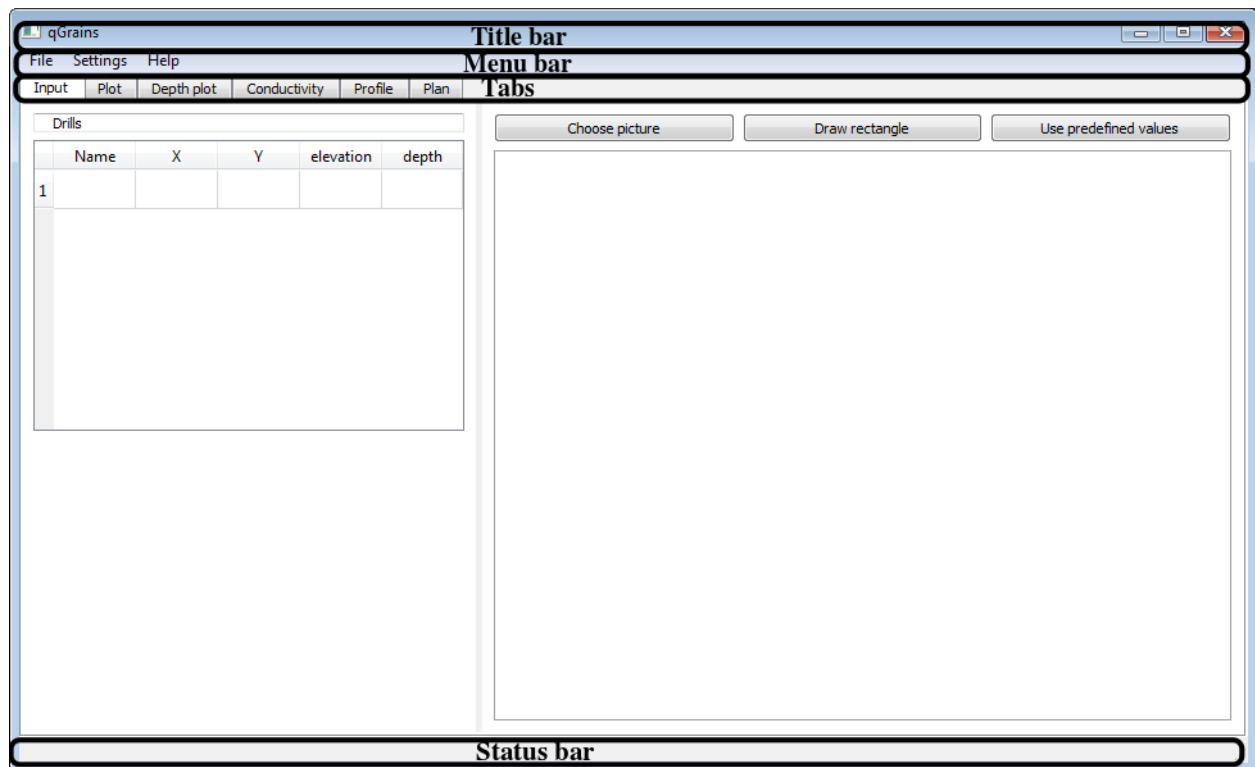 qGrains Title bar
File Settings Help Menu bar
Input Plot Depth plot Conductivity Profile Plan Tabs
Drills
Choose picture Draw rectangle Use predefined values
Name X Y elevation depth
1
Status bar